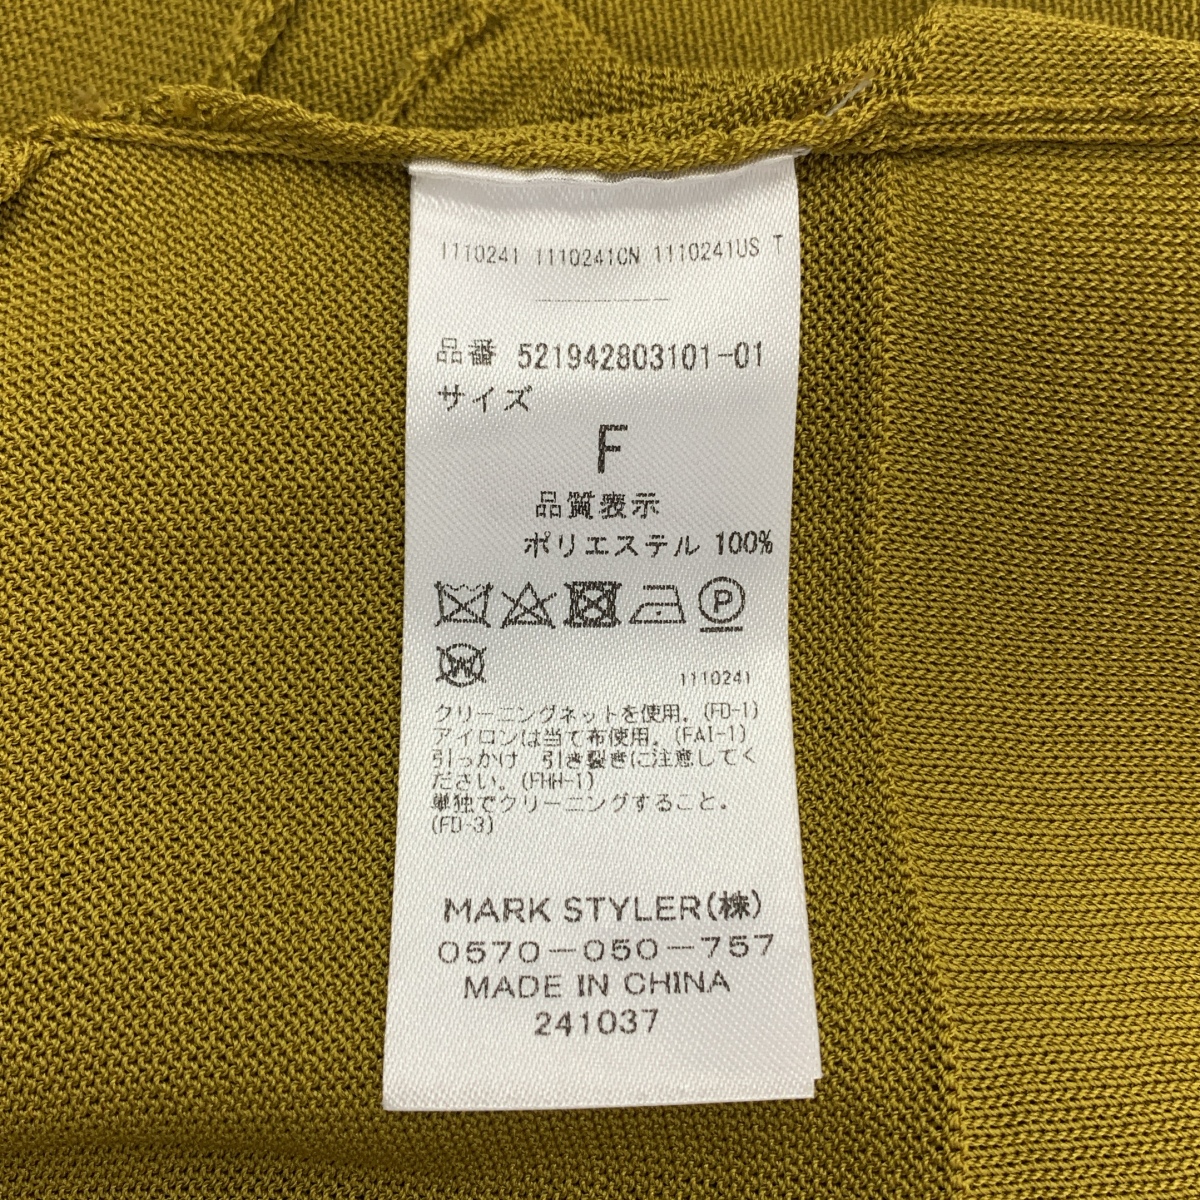 1110241 1110241CN 1110241US T
-------
品番 521942803101-01
サイズ
F
品質表示
ポリエステル 100%
P
W
1110241
クリーニングネットを使用。(FD-1)
アイロンは当て布使用。(FAI-1)
引っかけ 引き裂きに注意してく
ださい。(FHH-1)
単独でクリーニングすること。
(FD-3)
MARK STYLER(株)
0570-050-757
MADE IN CHINA
241037